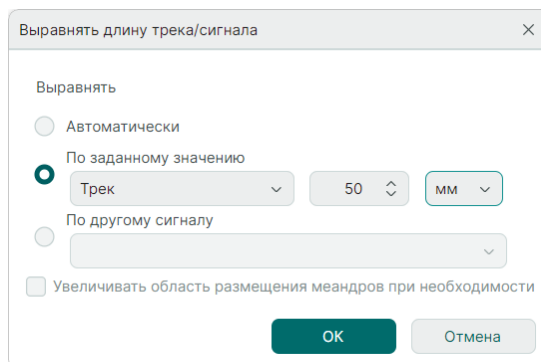 Выравнять длину трека/сигнала
Выравнять
Автоматически
По заданному значению
Трек 50 мм
По другому сигналу
Увеличивать область размещения меандров при необходимости
ОК Отмена